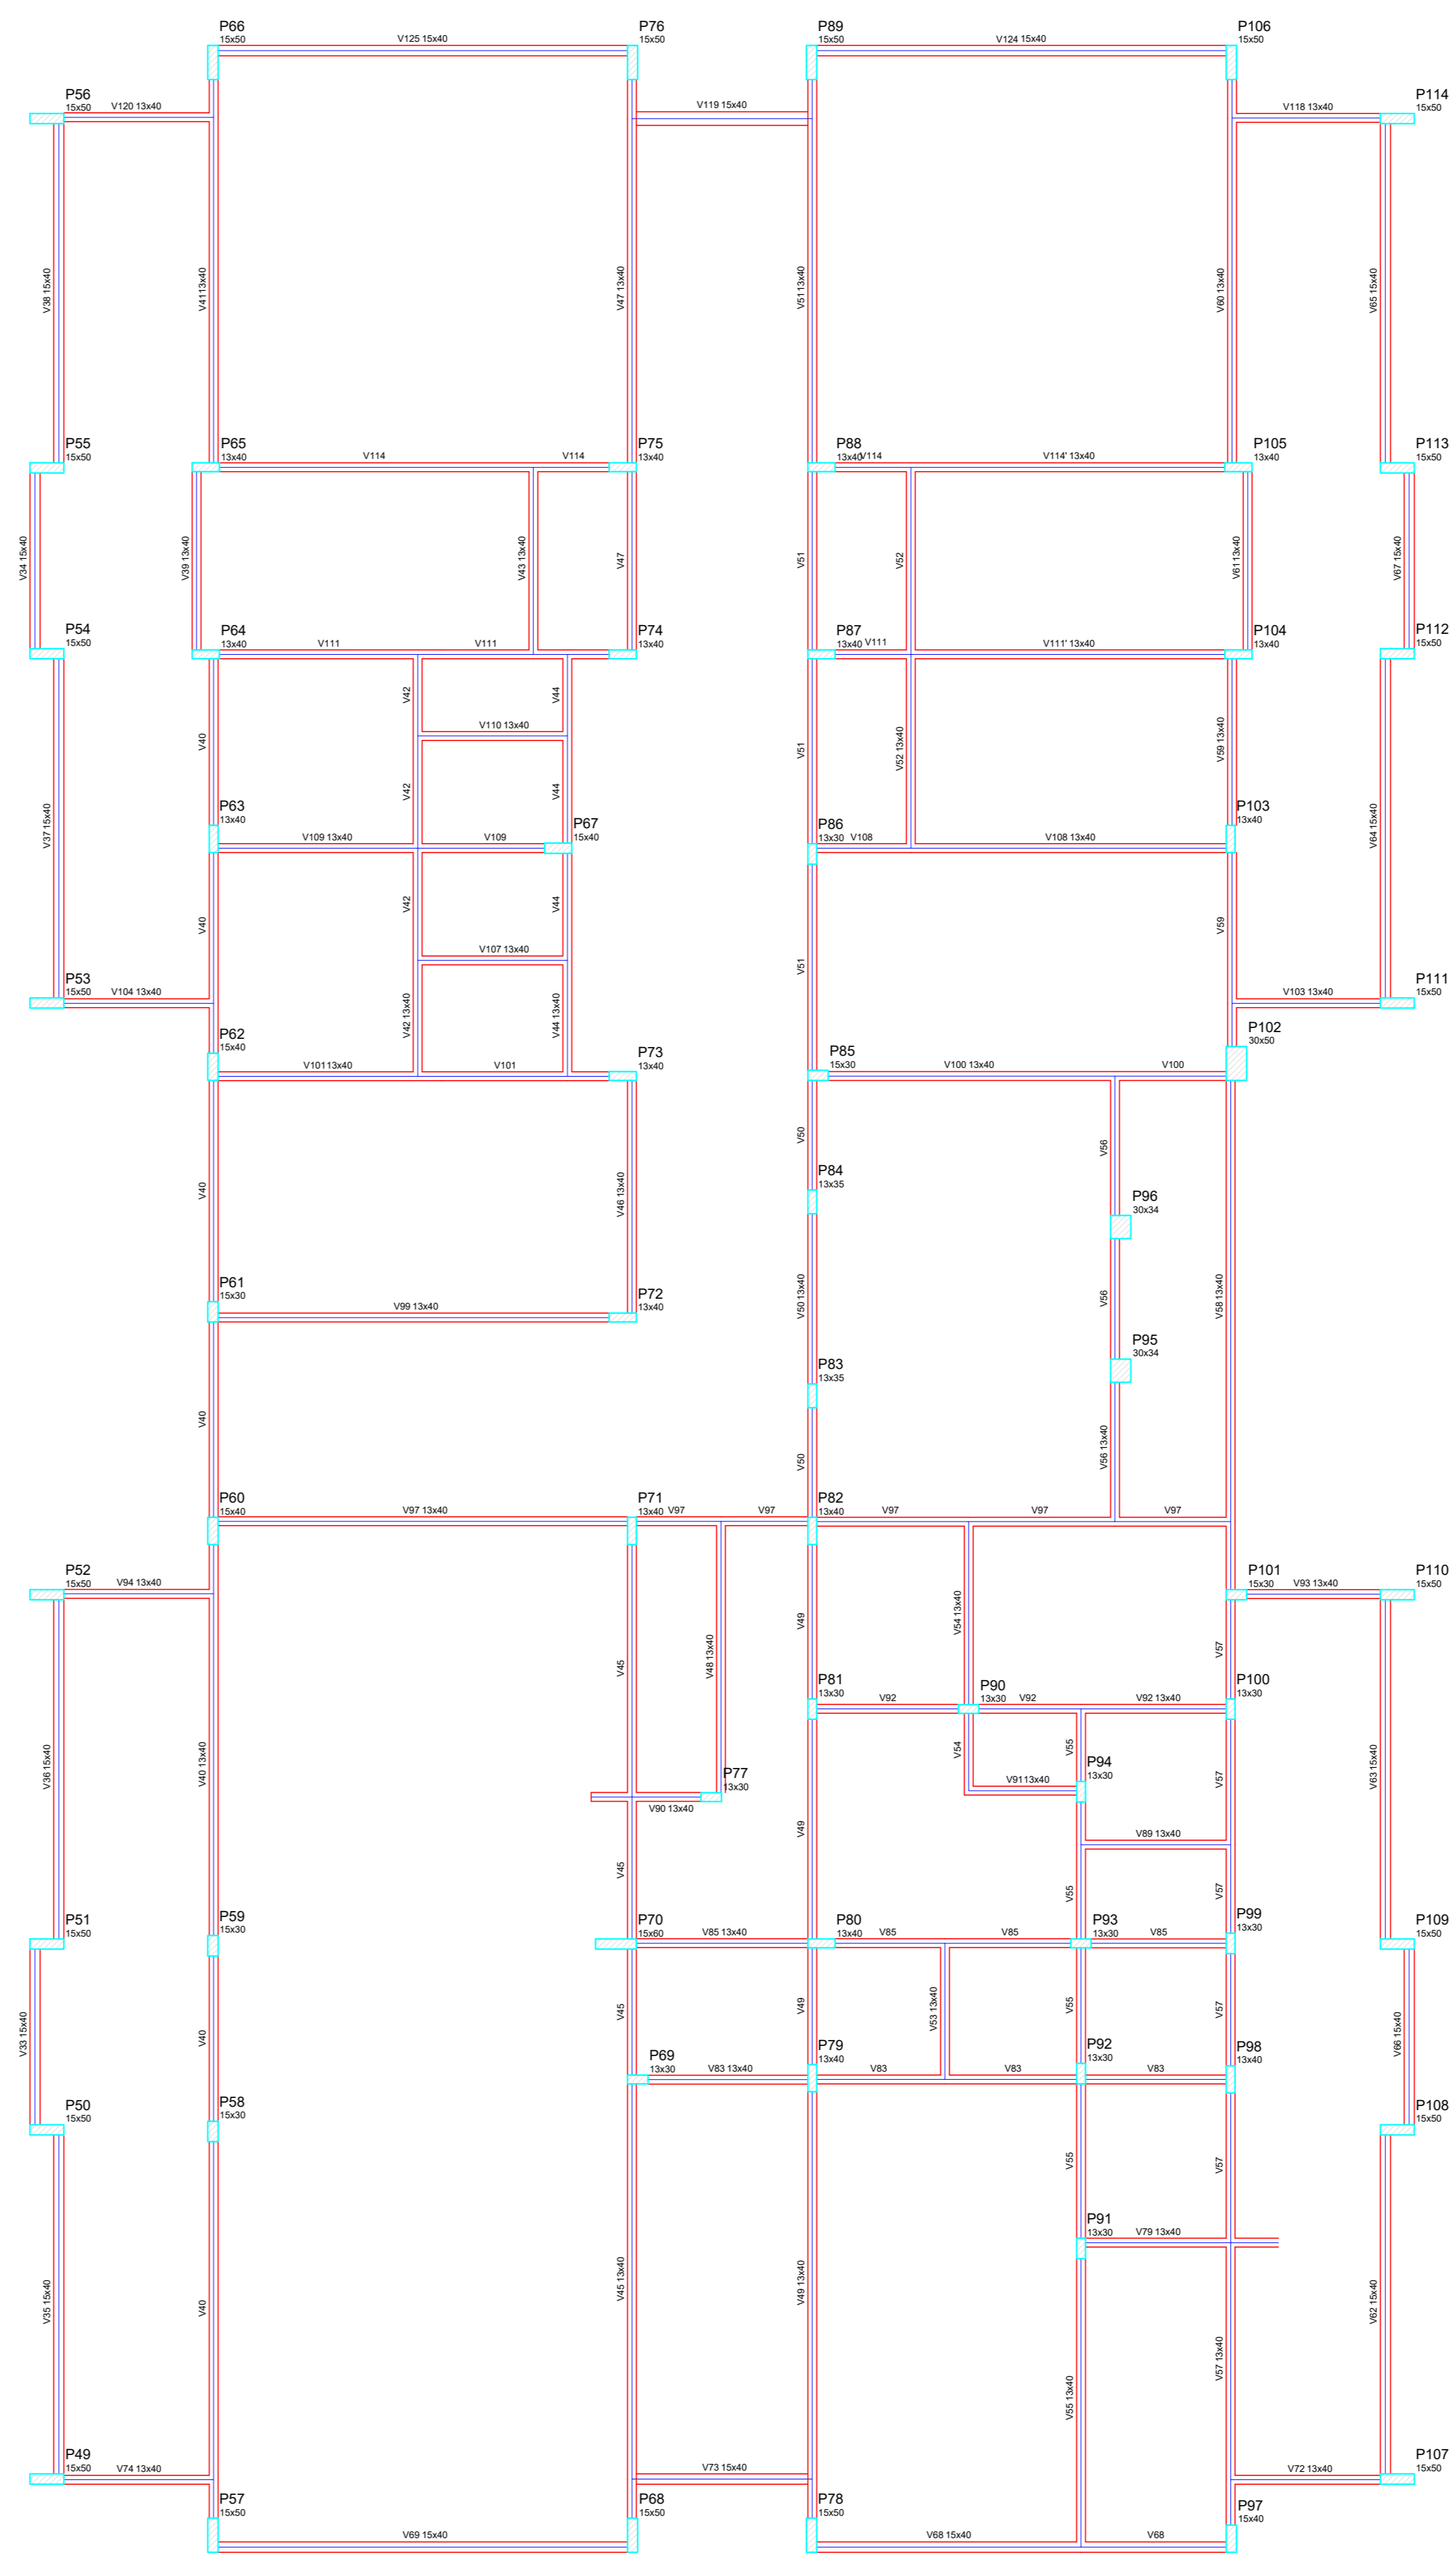 P66
15x50
V125 15x40
P76
15x50
P89
15x50
V124 15x40
P106
15x50
P56
15x50
V120 13x40
V119 15x40
V118 13x40
P114
15x50
V38 15x40
V41 13x40
V47 13x40
V51 13x40
V60 13x40
V65 15x40
P55
15x50
P65
13x40
V114
V114
P75
13x40
P88
13x40
V114
V114' 13x40
P105
13x40
P113
15x50
V34 15x40
V39 13x40
V43 13x40
V47
V51
V52
V61 13x40
V67 15x40
P54
15x50
P64
13x40
V111
V111
P74
13x40
P87
13x40
V111
V111' 13x40
P104
13x40
P112
15x50
V42
V44
V110 13x40
V40
V51
V52 13x40
V59 13x40
V42
V44
V37 15x40
V64 15x40
P63
13x40
V109 13x40
V109
P67
15x40
P86
13x30
V108
V108 13x40
P103
13x40
V42
V44
V40
V59
V107 13x40
V51
P53
15x50
V104 13x40
V103 13x40
P111
15x50
V42 13x40
V44 13x40
P62
15x40
V101 13x40
V101
P73
13x40
P85
15x30
V100 13x40
V100
P102
30x50
V50
V56
P84
13x35
P96
30x34
V40
V46 13x40
P61
15x30
V99 13x40
P72
13x40
V50 13x40
V56
V58 13x40
P83
13x35
P95
30x34
V40
V50
V56 13x40
P60
15x40
V97 13x40
P71
13x40
V97
V97
P82
13x40
V97
V97
V97
P52
15x50
V94 13x40
P101
15x30
V93 13x40
P110
15x50
V45
V48 13x40
V49
V54 13x40
V57
P81
13x30
V92
P90
13x30
V92
V92 13x40
P100
13x30
V36 15x40
V40 13x40
V54
V55
V57
V63 15x40
P77
13x30
V90 13x40
V91 13x40
P94
13x30
V49
V89 13x40
V45
V55
V57
P51
15x50
P59
15x30
P70
15x60
V85 13x40
P80
13x40
V85
V85
P93
13x30
V85
P99
13x30
P109
15x50
V33 15x40
V40
V45
V49
V53 13x40
V55
V57
V66 15x40
P69
13x30
V83 13x40
P79
13x40
V83
V83
P92
13x30
V83
P98
13x40
P50
15x50
P58
15x30
P108
15x50
V55
V57
P91
13x30
V79 13x40
V35 15x40
V40
V45 13x40
V49 13x40
V55 13x40
V57 13x40
V62 15x40
P49
15x50
V74 13x40
V73 15x40
V72 13x40
P107
15x50
P57
15x50
V69 15x40
P68
15x50
P78
15x50
V68 15x40
V68
P97
15x40